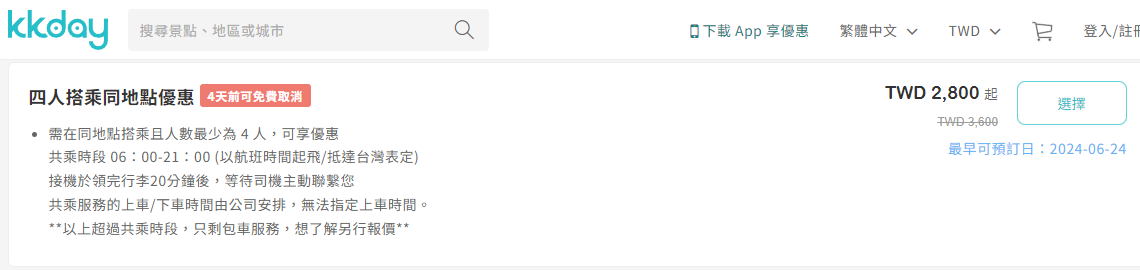 kkday
搜尋景點、地區或城市
下載 App 享優惠
繁體中文
TWD
登入/註冊
四人搭乘同地點優惠 4天前可免費取消
TWD 2,800 起
選擇
TWD 3,600
最早可預訂日：2024-06-24
需在同地點搭乘且人數最少為 4 人，可享優惠
共乘時段 06：00-21：00 (以航班時間起飛/抵達台灣表定)
接機於領完行李20分鐘後，等待司機主動聯繫您
共乘服務的上車/下車時間由公司安排，無法指定上車時間。
**以上超過共乘時段，只剩包車服務，想了解另行報價**